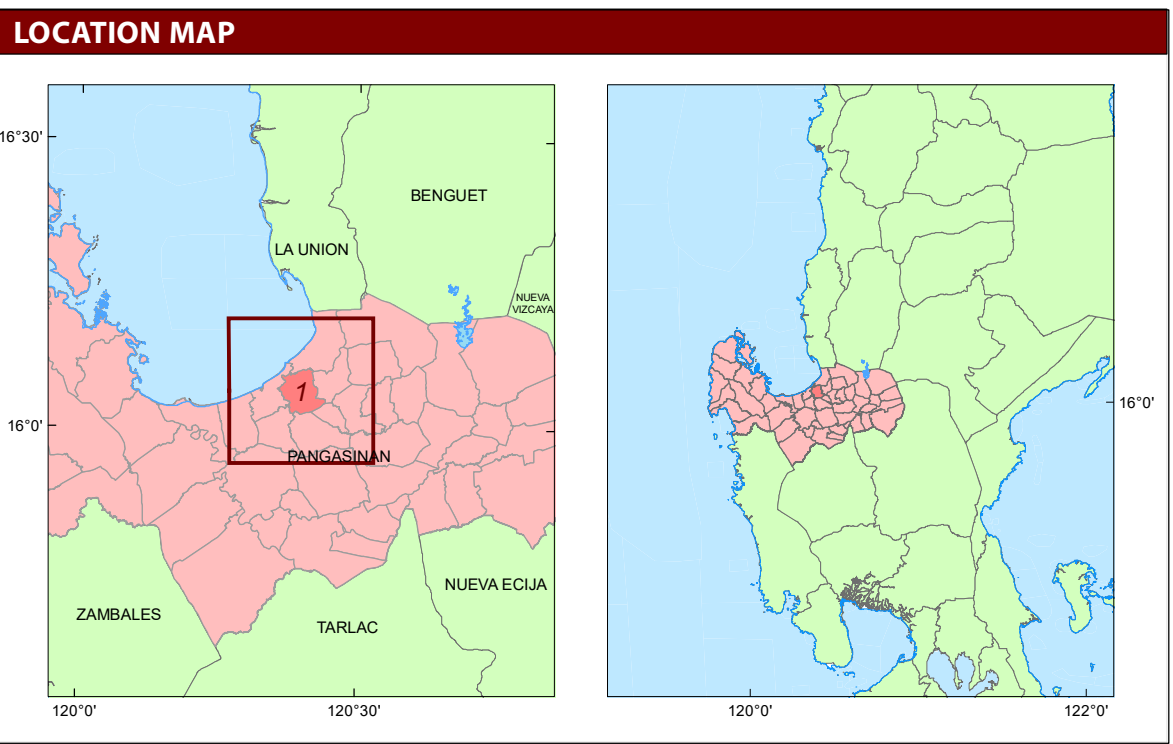 LOCATION MAP
16°30'
BENGUET
LA UNION
NUEVA
VIZCAYA
1
16°0'
PANGASINAN
NUEVA ECIJA
ZAMBALES
TARLAC
120°0'
120°30'
16°0'
120°0'
122°0'